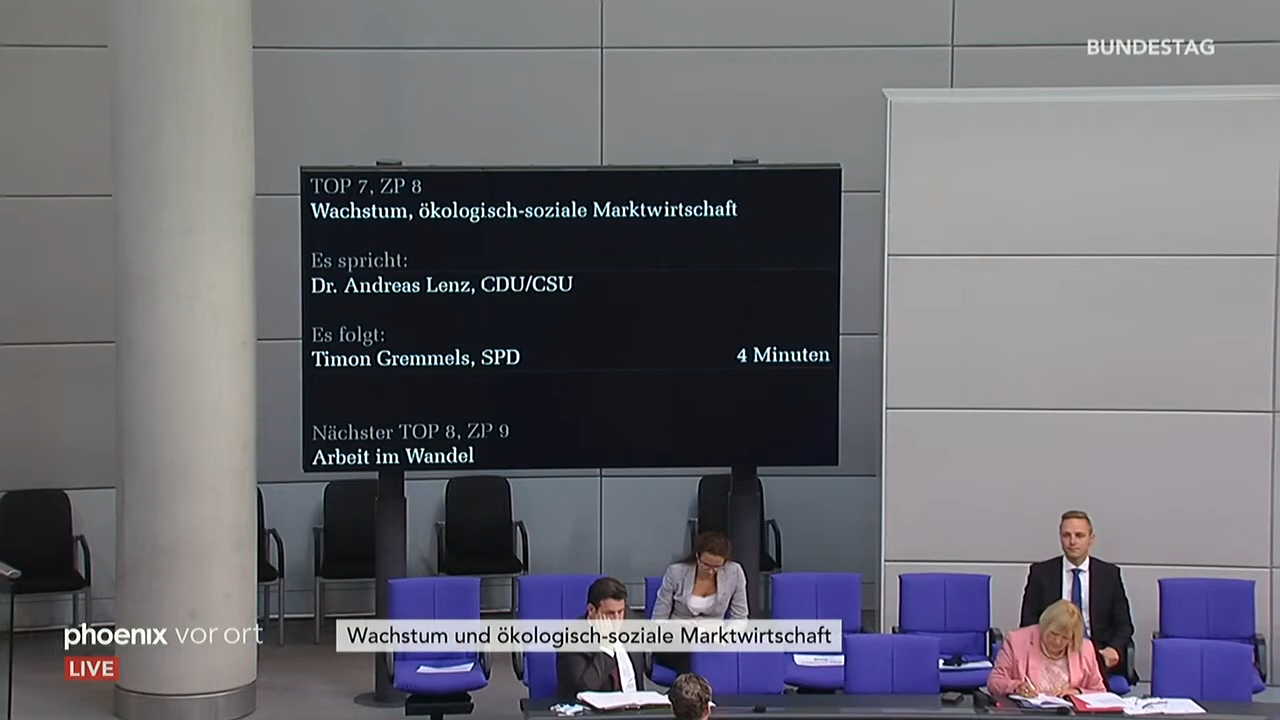 BUNDESTAG
TOP 7, ZP 8
Wachstum, ökologisch-soziale Marktwirtschaft
Es spricht:
Dr. Andreas Lenz, CDU/CSU
Es folgt:
Timon Gremmels, SPD 4 Minuten
Nächster TOP 8, ZP 9
Arbeit im Wandel
phoenix vor ort
Wachstum und ökologisch-soziale Marktwirtschaft
LIVE